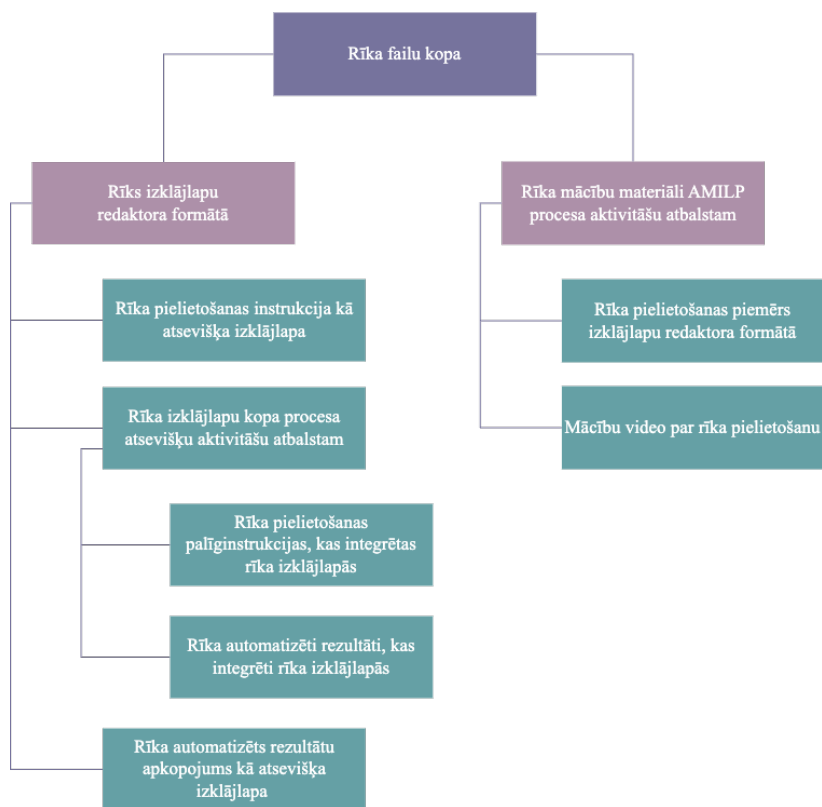 Rīka failu kopa
Rīks izklājlapu
redaktora formātā
Rīka mācību materiāli AMILP
procesa aktivitāšu atbalstam
Rīka pielietošanas instrukcija kā
atsevišķa izklājlapa
Rīka pielietošanas piemērs
izklājlapu redaktora formātā
Rīka izklājlapu kopa procesa
atsevišķu aktivitāšu atbalstam
Mācību video par rīka pielietošanu
Rīka pielietošanas
palīginstrukcijas, kas integrētas
rīka izklājlapās
Rīka automatizēti rezultāti, kas
integrēti rīka izklājlapās
Rīka automatizēts rezultātu
apkopojums kā atsevišķa
izklājlapa